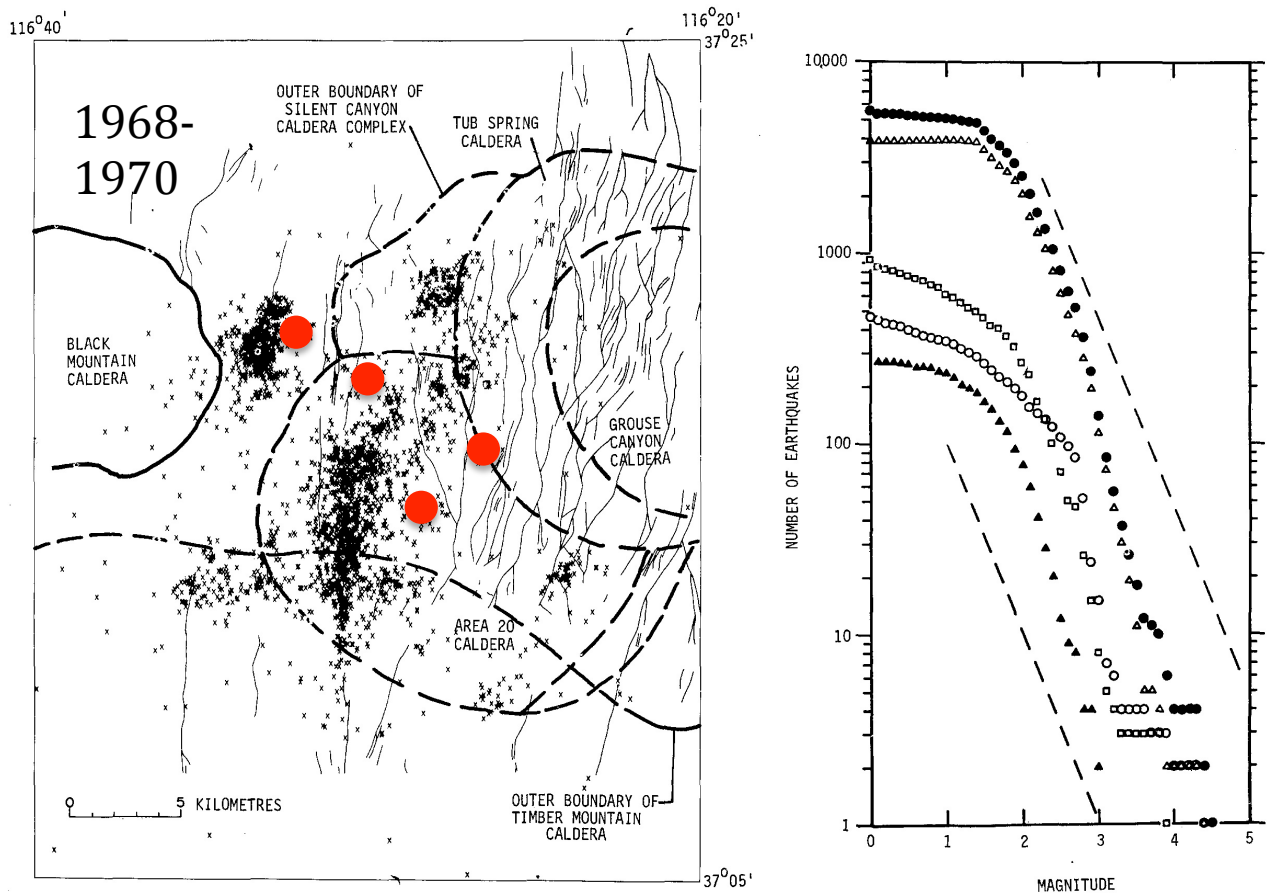 116°40'
116°20'
37°25'
1968-
1970
OUTER BOUNDARY OF
SILENT CANYON
CALDERA COMPLEX
TUB SPRING
CALDERA
BLACK
MOUNTAIN
CALDERA
GROUSE
CANYON
CALDERA
AREA 20
CALDERA
0 5 KILOMETRES
OUTER BOUNDARY OF
TIMBER MOUNTAIN
CALDERA
37°05'
10,000
1000
100
10
1
NUMBER OF EARTHQUAKES
0 1 2 3 4 5
MAGNITUDE